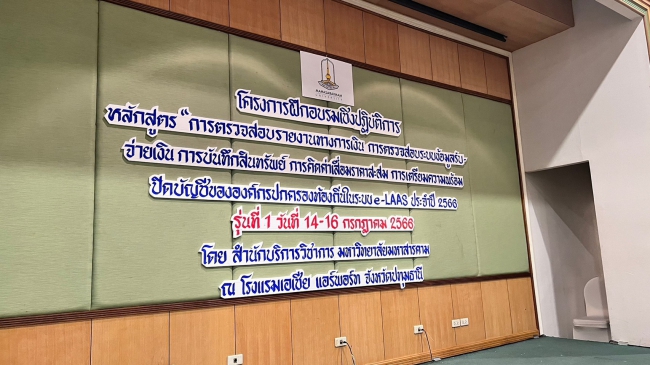 โครงการฝึกอบรมเชิงปฏิบัติการ
หลักสูตร "การตรวจสอบรายงานทางการเงิน การตรวจสอบระบบข้อมูลรับ-
จ่ายเงิน การบันทึกสินทรัพย์ การคิดค่าเสื่อมราคาสะสม การเตรียมความพร้อม
ปิดบัญชีขององค์กรปกครองท้องถิ่นในระบบ e-LAAS ประจำปี 2566
รุ่นที่ 1 วันที่ 14-16 กรกฎาคม 2566
โดย สำนักบริการวิชาการ มหาวิทยาลัยมหาสารคาม
ณ โรงแรมเอเชีย แอร์พอร์ท จังหวัดปทุมธานี